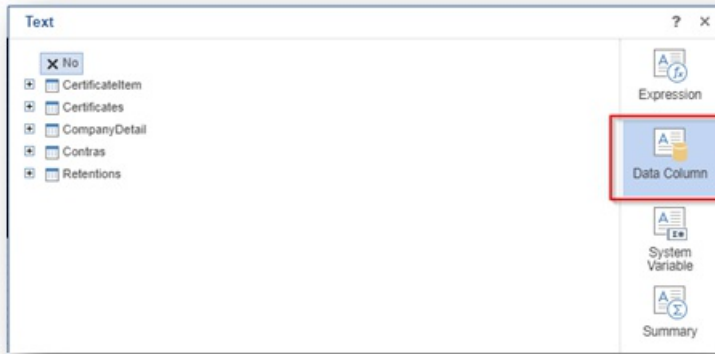 Text ? ×
No
CertificateItem
Certificates
CompanyDetail
Contras
Retentions
Expression
Data Column
System
Variable
Summary